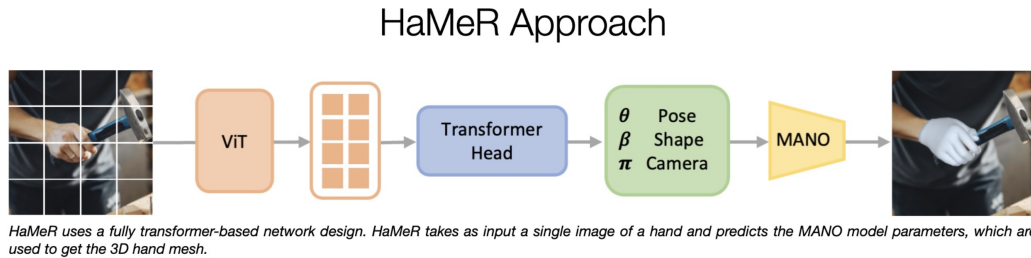 HaMeR Approach
ViT
Transformer
Head
θ Pose
β Shape
π Camera
MANO
HaMeR uses a fully transformer-based network design. HaMeR takes as input a single image of a hand and predicts the MANO model parameters, which are
used to get the 3D hand mesh.